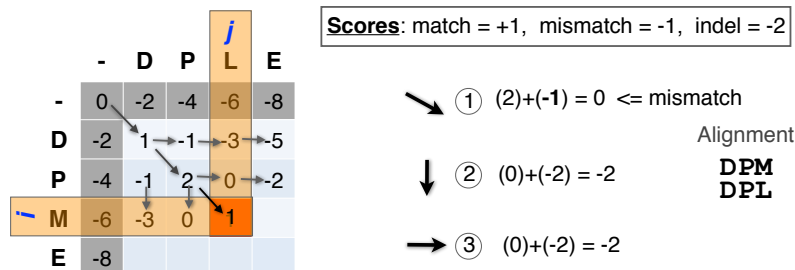 Scores: match = +1, mismatch = -1, indel = -2
j
- D P L E
- 0 -2 -4 -6 -8
D -2 1 -1 -3 -5
P -4 -1 2 0 -2
i M -6 -3 0 1
E -8
1 (2)+(-1) = 0 <= mismatch
Alignment
DPM
DPL
2 (0)+(-2) = -2
3 (0)+(-2) = -2